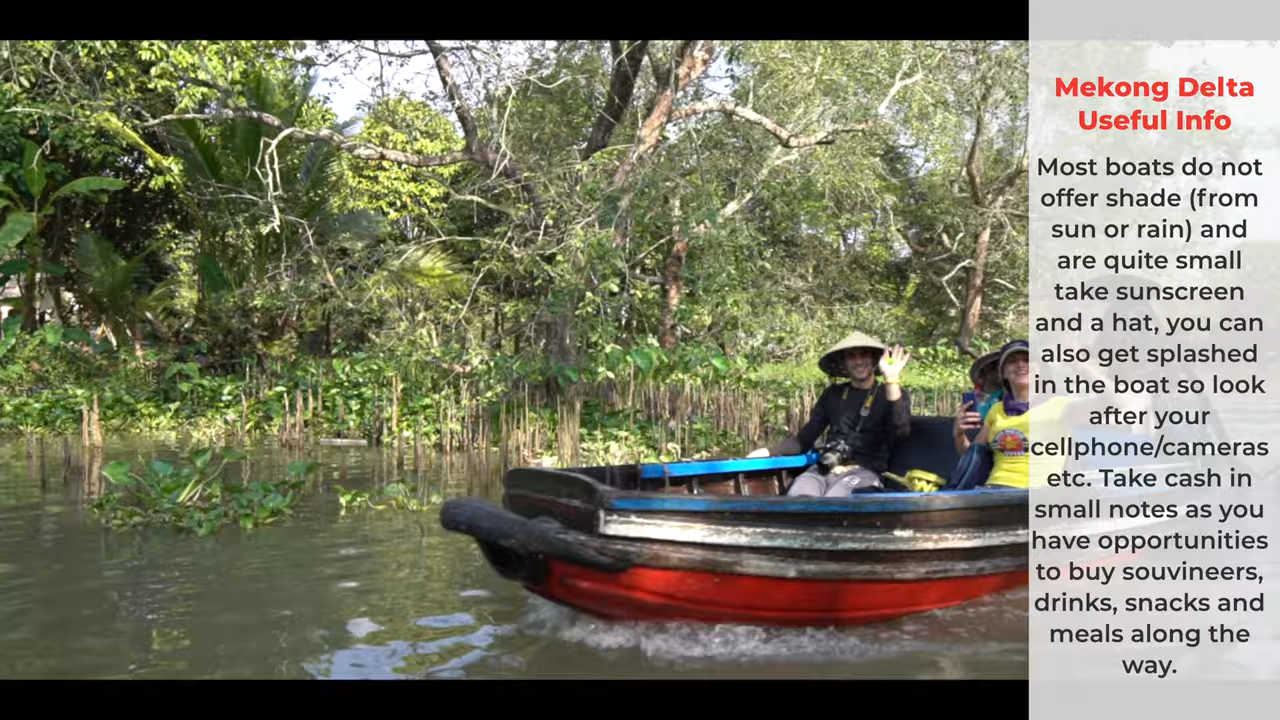 Mekong Delta
Useful Info
Most boats do not
offer shade (from
sun or rain) and
are quite small
take sunscreen
and a hat, you can
also get splashed
in the boat so look
after your
cellphone/cameras
etc. Take cash in
small notes as you
have opportunities
to buy souvineers,
drinks, snacks and
meals along the
way.